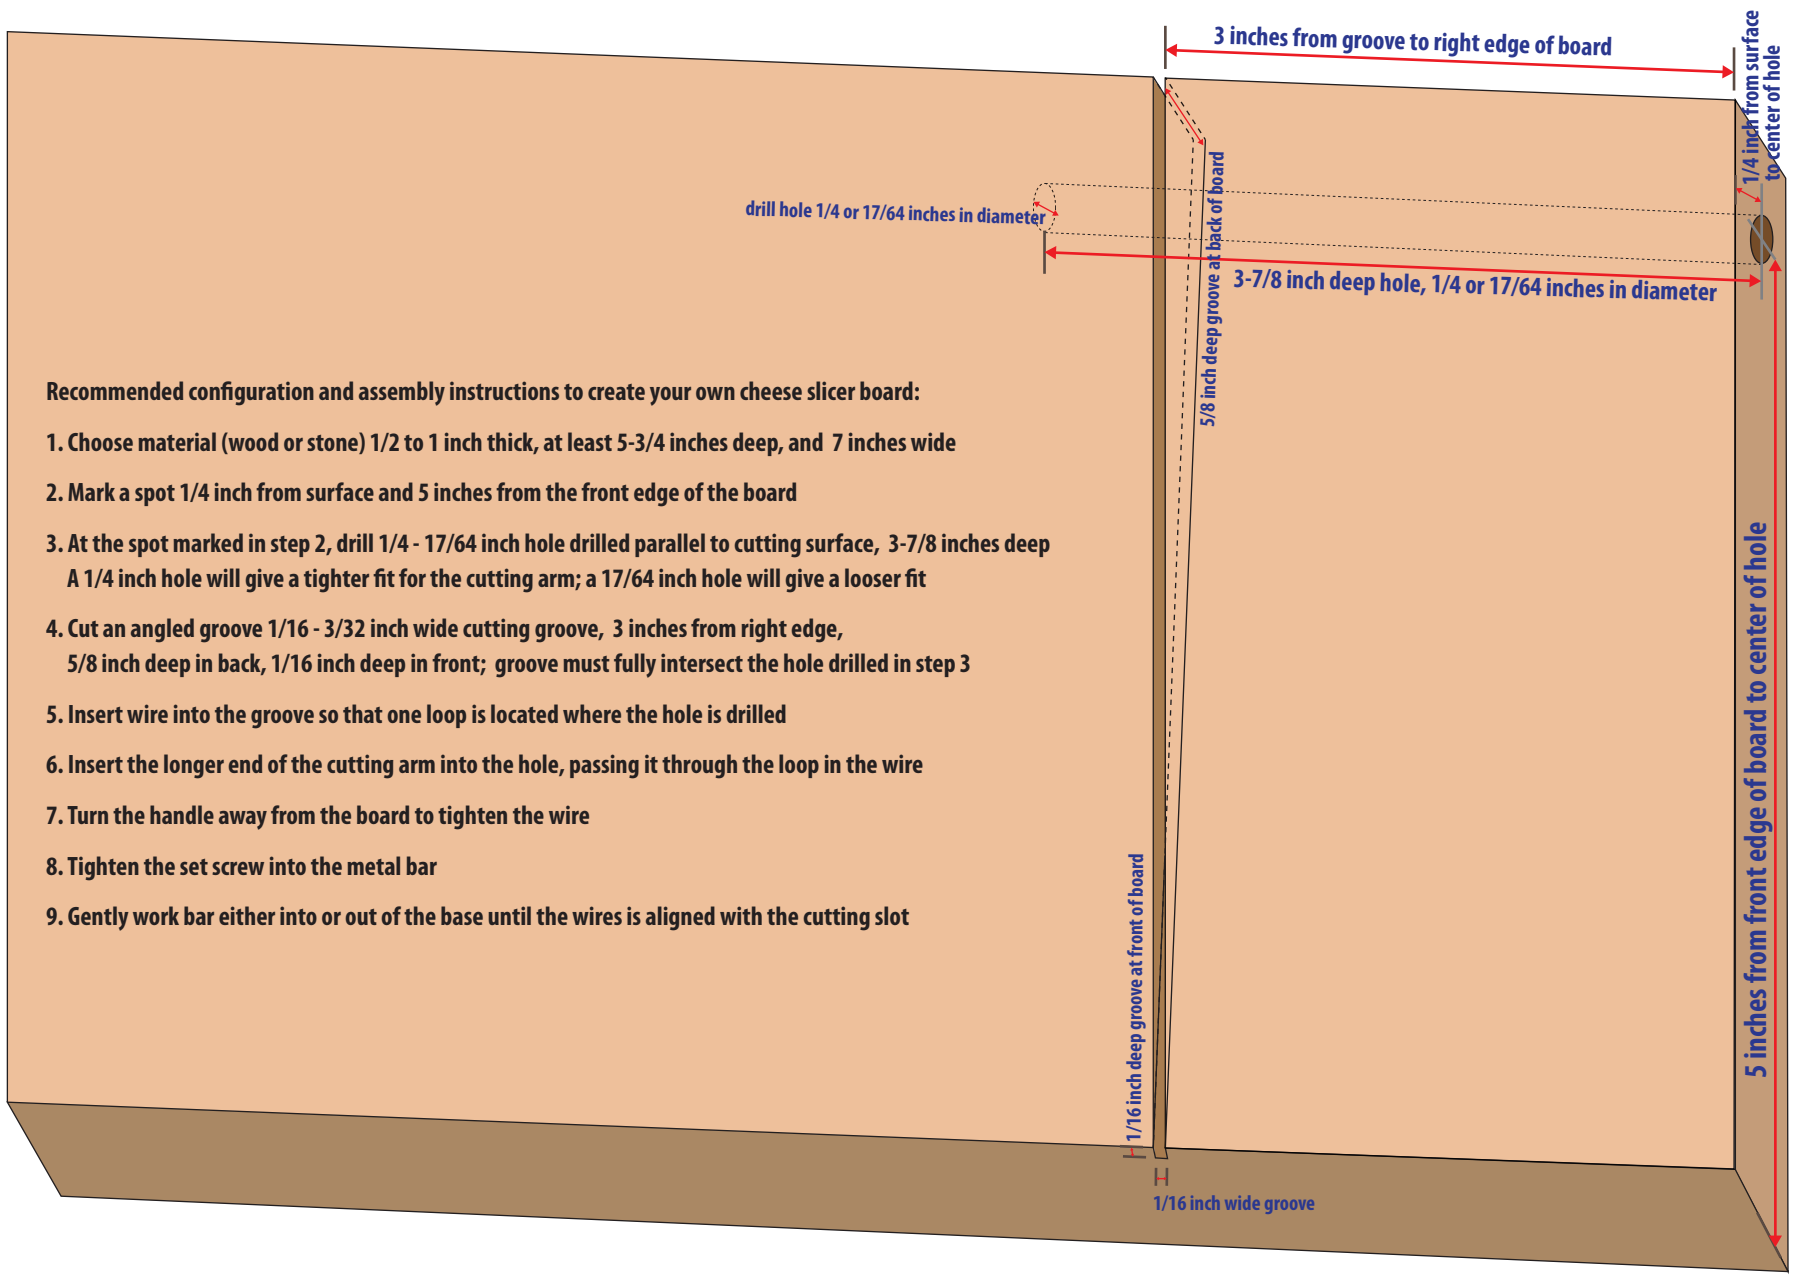 3 inches from groove to right edge of board
1/4 inch from surface
to center of hole
drill hole 1/4 or 17/64 inches in diameter
5/8 inch deep groove at back of board
3-7/8 inch deep hole, 1/4 or 17/64 inches in diameter
Recommended configuration and assembly instructions to create your own cheese slicer board:
1. Choose material (wood or stone) 1/2 to 1 inch thick, at least 5-3/4 inches deep, and 7 inches wide
2. Mark a spot 1/4 inch from surface and 5 inches from the front edge of the board
3. At the spot marked in step 2, drill 1/4 - 17/64 inch hole drilled parallel to cutting surface, 3-7/8 inches deep
A 1/4 inch hole will give a tighter fit for the cutting arm; a 17/64 inch hole will give a looser fit
4. Cut an angled groove 1/16 - 3/32 inch wide cutting groove, 3 inches from right edge,
5/8 inch deep in back, 1/16 inch deep in front; groove must fully intersect the hole drilled in step 3
5. Insert wire into the groove so that one loop is located where the hole is drilled
6. Insert the longer end of the cutting arm into the hole, passing it through the loop in the wire
7. Turn the handle away from the board to tighten the wire
8. Tighten the set screw into the metal bar
9. Gently work bar either into or out of the base until the wires is aligned with the cutting slot
5 inches from front edge of board to center of hole
1/16 inch deep groove at front of board
1/16 inch wide groove